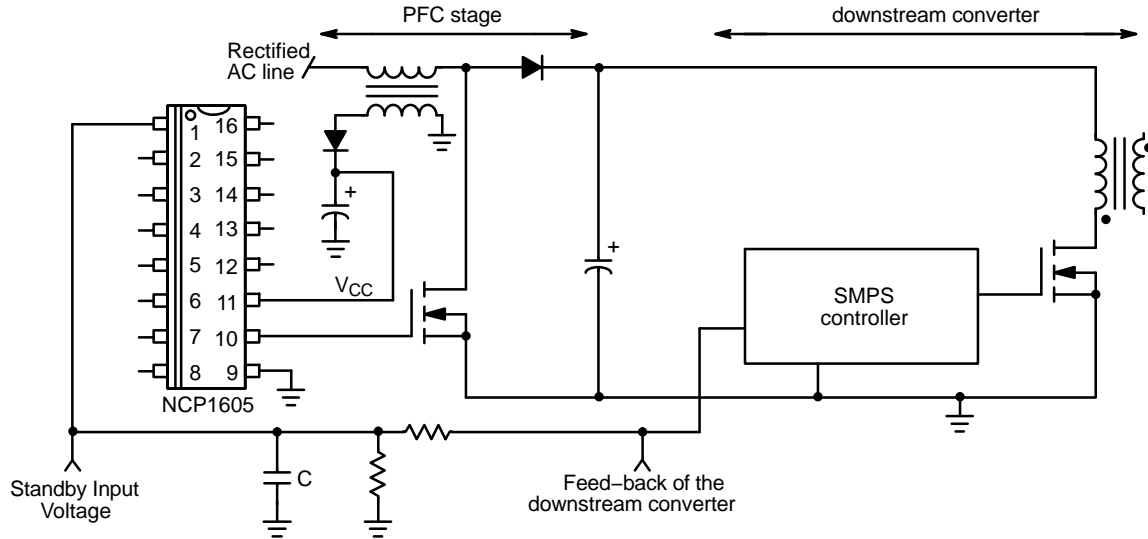 PFC stage
downstream converter
Rectified
AC line
1 16
2 15
3 14
4 13
5 12
6 11
7 10
8 9
NCP1605
+
VCC
+
SMPS
controller
C
Standby Input
Voltage
Feed−back of the
downstream converter